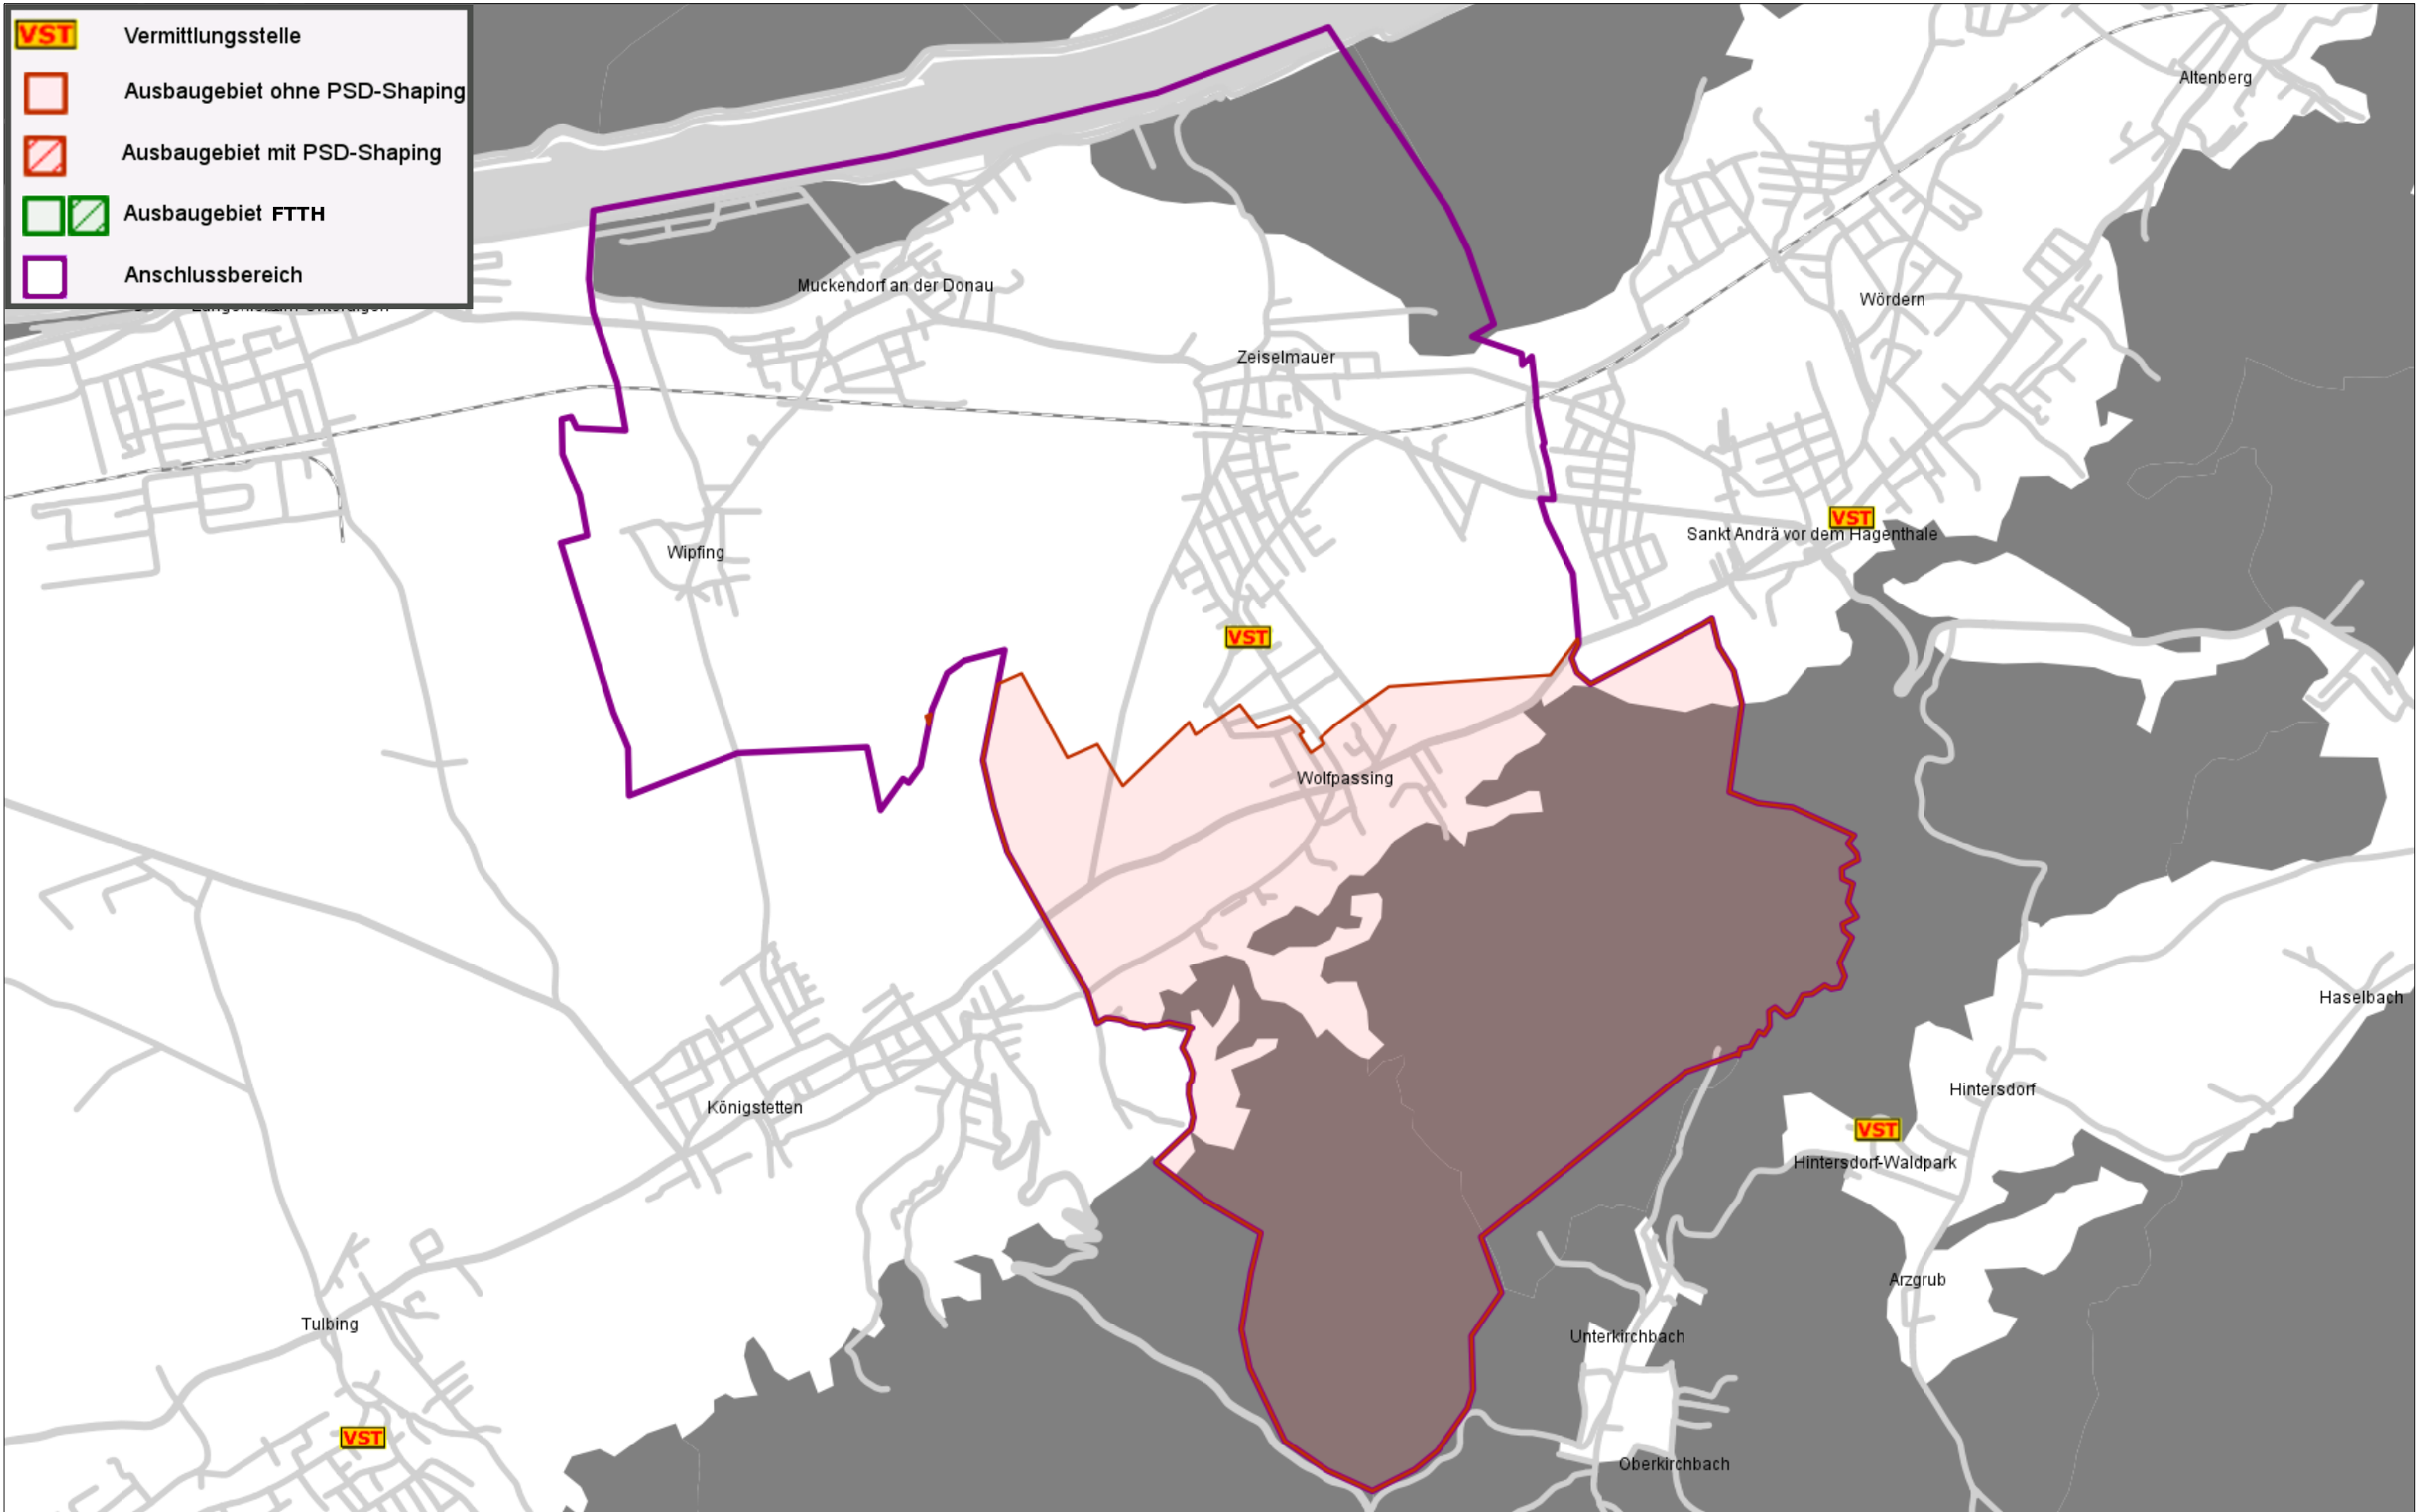 VST Vermittlungsstelle
Ausbaugebiet ohne PSD-Shaping
Ausbaugebiet mit PSD-Shaping
Ausbaugebiet FTTH
Anschlussbereich
Altenberg
Muckendorf an der Donau
Wördern
Zeiselmauer
VST
Sankt Andrä vor dem Hagenthale
Wipfing
VST
Wolfpassing
Haselbach
Hintersdorf
Königstetten
VST
Hintersdorf-Waldpark
Arzgrub
Tulbing
Unterkirchbach
VST
Oberkirchbach